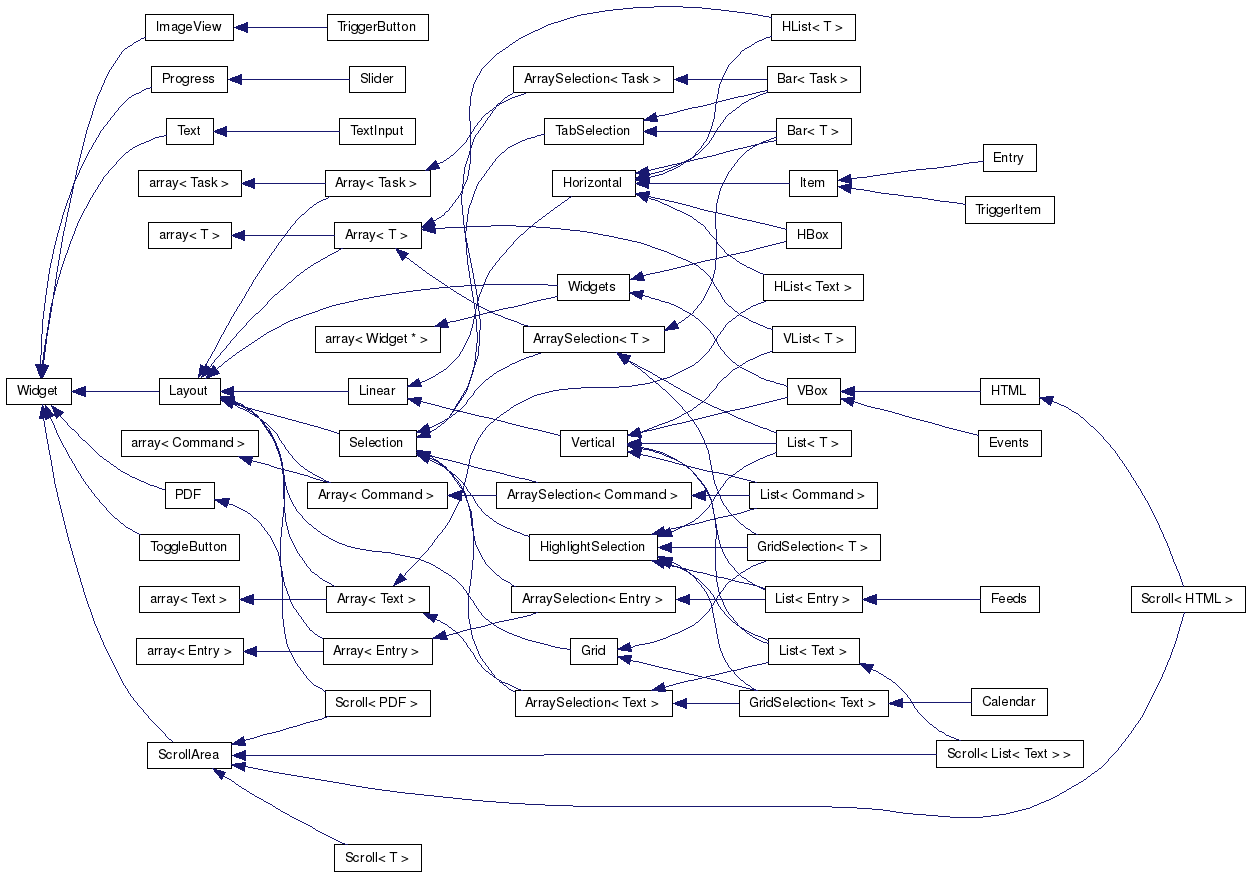 ImageView
TriggerButton
HList< T >
Progress
Slider
ArraySelection< Task >
Bar< Task >
Text
TextInput
TabSelection
Bar< T >
Entry
array< Task >
Array< Task >
Horizontal
Item
TriggerItem
array< T >
Array< T >
HBox
Widgets
HList< Text >
array< Widget * >
ArraySelection< T >
VList< T >
Widget
Layout
Linear
VBox
HTML
array< Command >
Selection
Vertical
List< T >
Events
PDF
Array< Command >
ArraySelection< Command >
List< Command >
ToggleButton
HighlightSelection
GridSelection< T >
array< Text >
Array< Text >
ArraySelection< Entry >
List< Entry >
Feeds
Scroll< HTML >
array< Entry >
Array< Entry >
Grid
List< Text >
Scroll< PDF >
ArraySelection< Text >
GridSelection< Text >
Calendar
ScrollArea
Scroll< List< Text > >
Scroll< T >